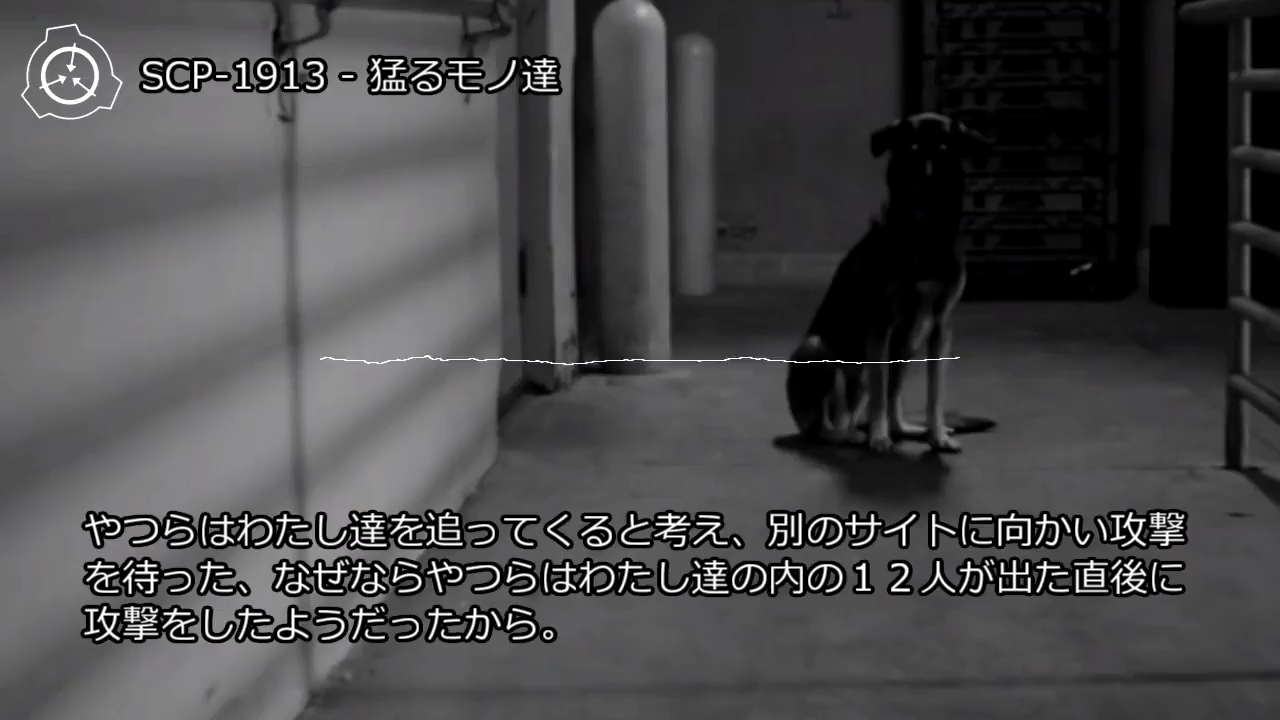 SCP-1913 - 猛るモノ達
やつらはわたし達を追ってくると考え、別のサイトに向かい攻撃
を待った、なぜならやつらはわたし達の内の１２人が出た直後に
攻撃をしたようだったから。